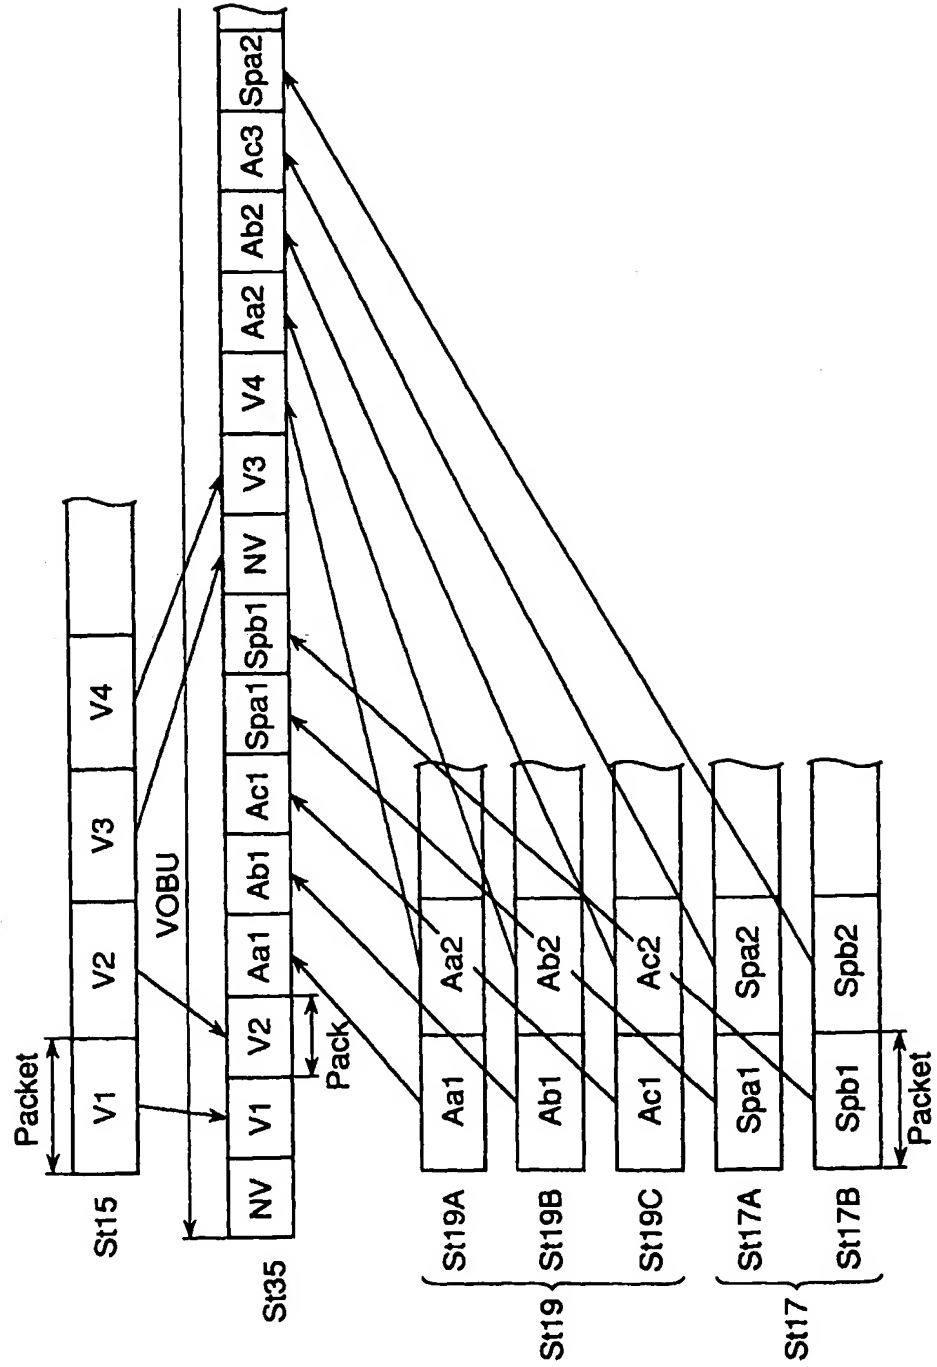 Packet
St15 V1 V2 V3 V4
VOBU
St35 NV V1 V2 Aa1 Ab1 Ac1 Spa1 Spb1 NV V3 V4 Aa2 Ab2 Ac3 Spa2
Pack
St19
St19A Aa1 Aa2
St19B Ab1 Ab2
St19C Ac1 Ac2
St17
St17A Spa1 Spa2
St17B Spb1 Spb2
Packet